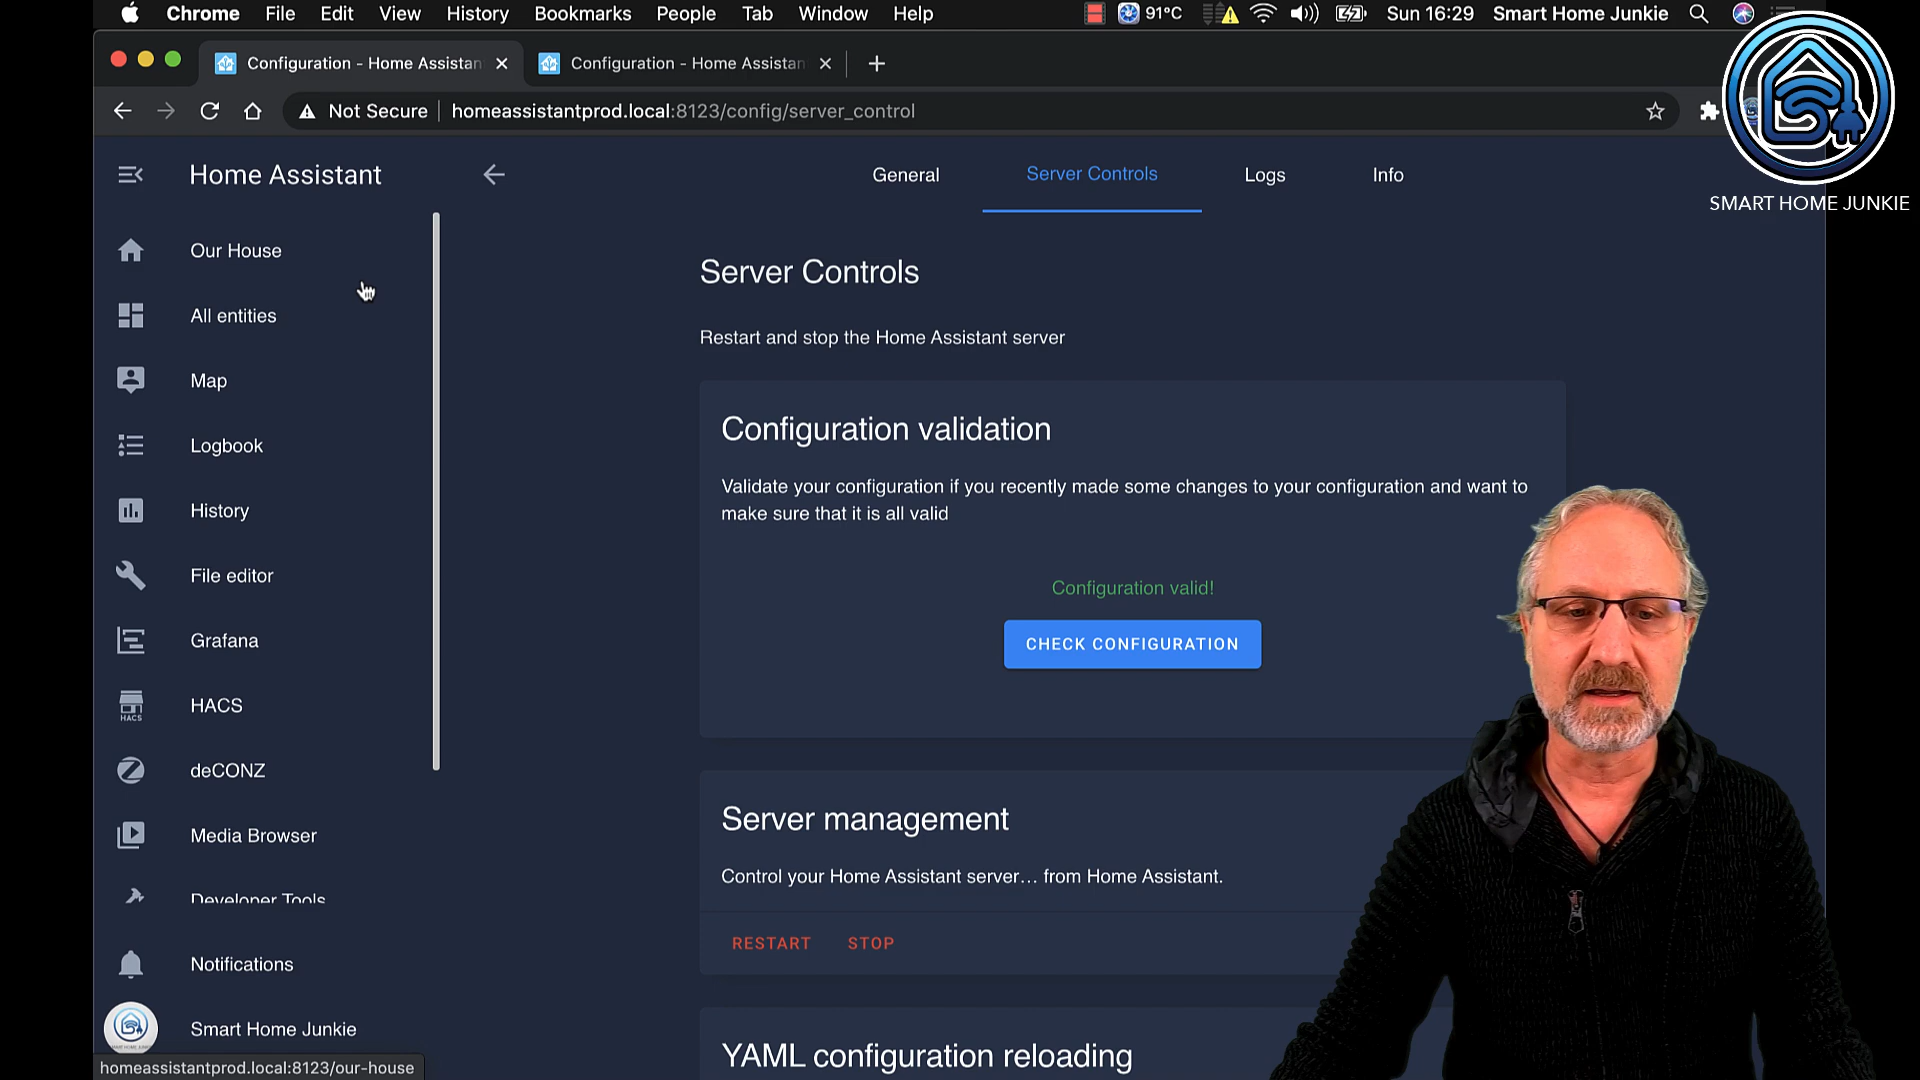 Chrome File Edit View History Bookmarks People Tab Window Help 91°C Sun 16:29 Smart Home Junkie
Configuration - Home Assistan Configuration - Home Assistan
Not Secure homeassistantprod.local:8123/config/server_control
SMART HOME JUNKIE
Home Assistant
General Server Controls Logs Info
Our House
All entities
Map
Logbook
History
File editor
Grafana
HACS
HACS
deCONZ
Media Browser
Developer Tools
Notifications
Smart Home Junkie
homeassistantprod.local:8123/our-house
Server Controls
Restart and stop the Home Assistant server
Configuration validation
Validate your configuration if you recently made some changes to your configuration and want to
make sure that it is all valid
Configuration valid!
CHECK CONFIGURATION
Server management
Control your Home Assistant server… from Home Assistant.
RESTART STOP
YAML configuration reloading